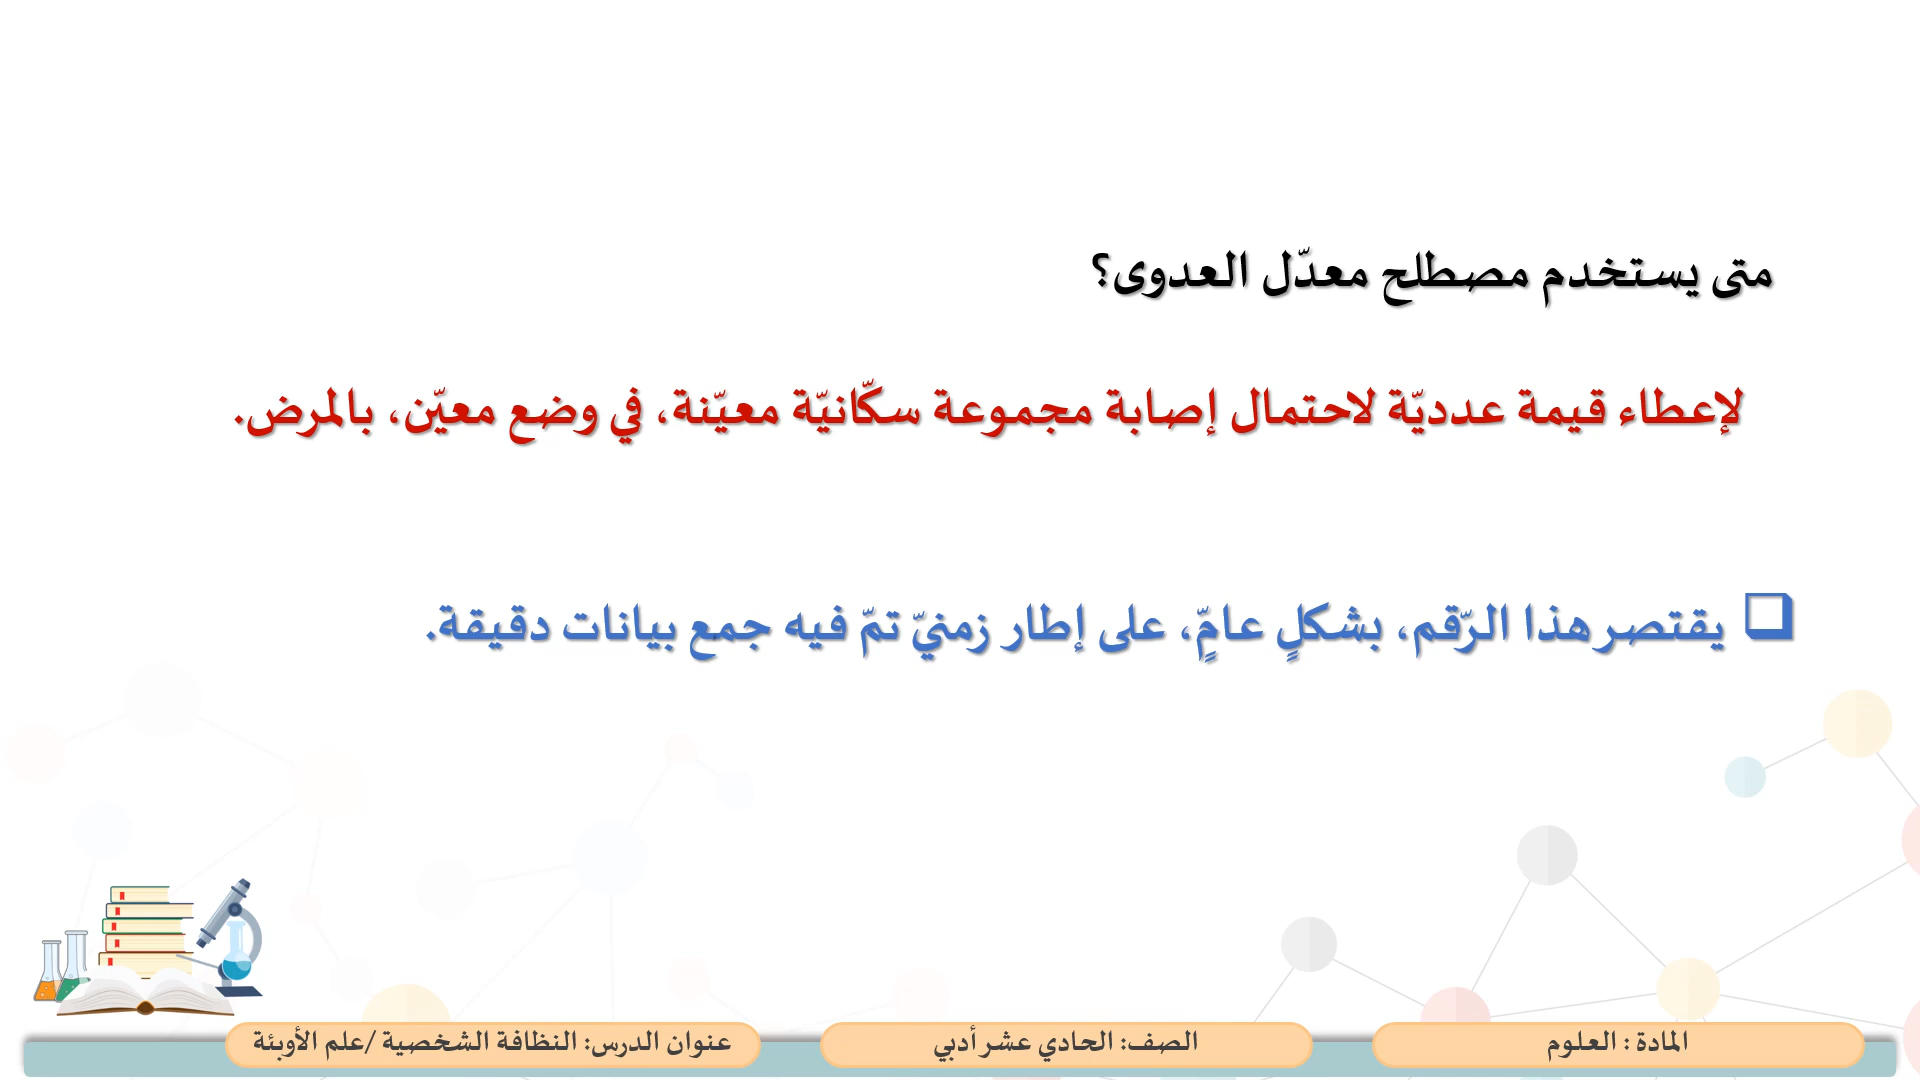 متى يستخدم مصطلح معدّل العدوى؟
لإعطاء قيمة عدديّة لاحتمال إصابة مجموعة سكّانيّة معيّنة، في وضع معيّن، بالمرض.
❑ يقتصر هذا الرّقم، بشكلٍ عامٍّ، على إطار زمنيّ تمّ فيه جمع بيانات دقيقة.
المادة : العلوم
الصف: الحادي عشر أدبي
عنوان الدرس: النظافة الشخصية /علم الأوبئة